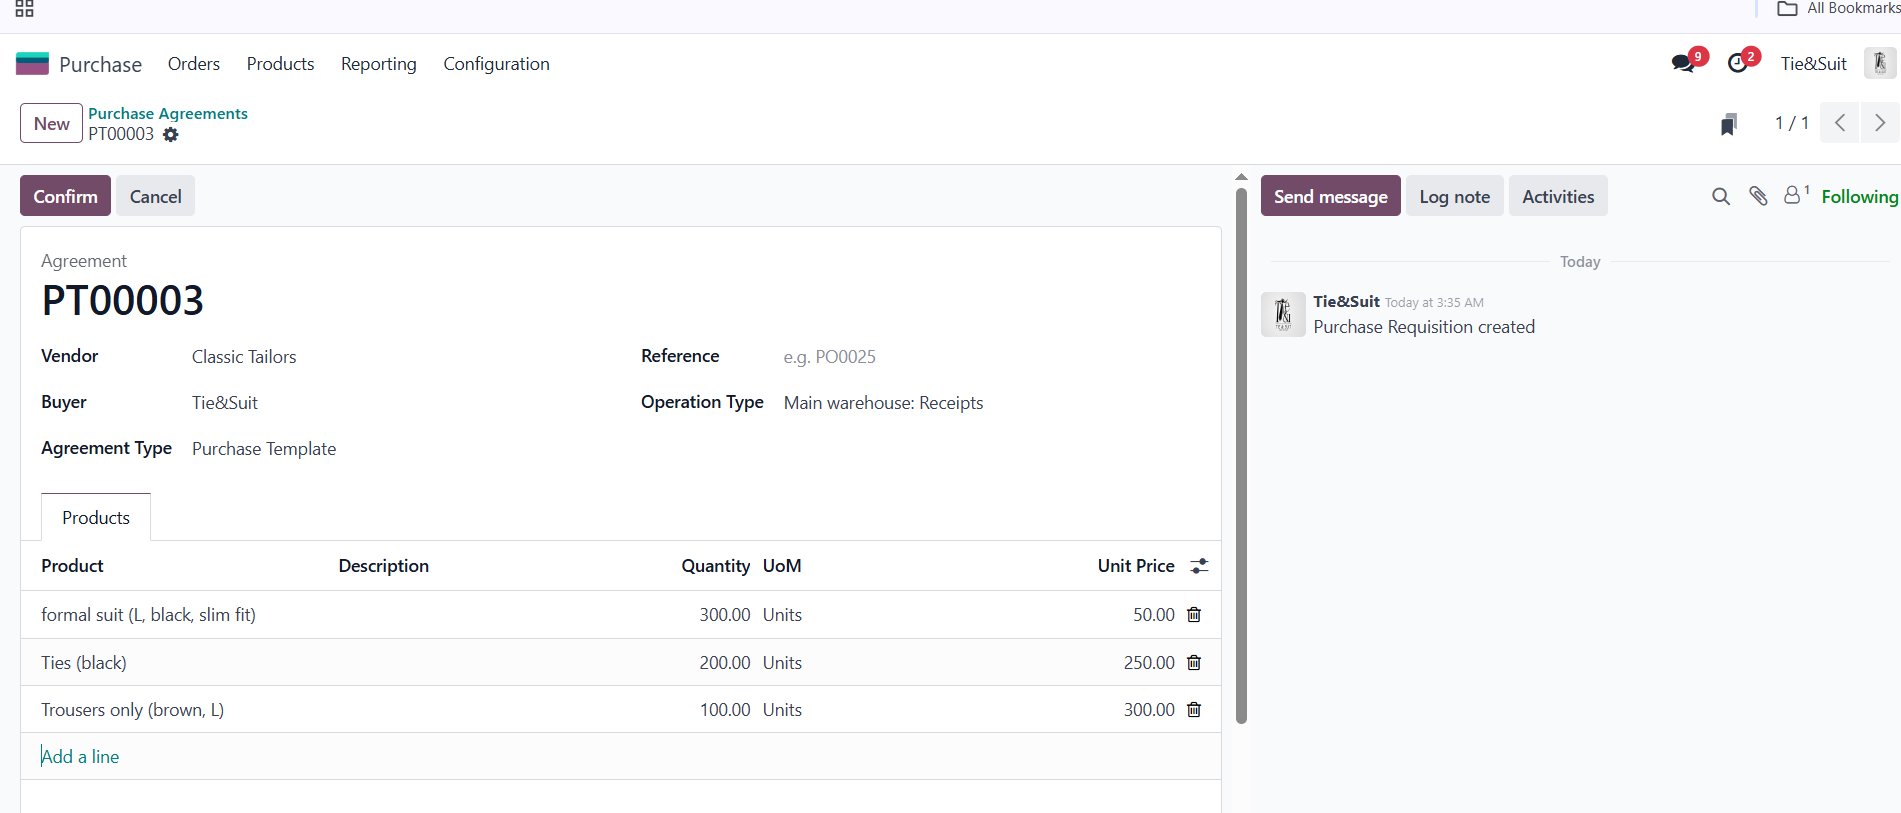 All Bookmarks
Purchase Orders Products Reporting Configuration 9 2 Tie&Suit
New Purchase Agreements
PT00003 1 / 1
Confirm Cancel Send message Log note Activities 1 Following
Agreement
PT00003
Vendor Classic Tailors Reference e.g. PO0025
Buyer Tie&Suit Operation Type Main warehouse: Receipts
Agreement Type Purchase Template
Products
Product Description Quantity UoM Unit Price
formal suit (L, black, slim fit) 300.00 Units 50.00
Ties (black) 200.00 Units 250.00
Trousers only (brown, L) 100.00 Units 300.00
Add a line
Today
Tie&Suit Today at 3:35 AM
Purchase Requisition created